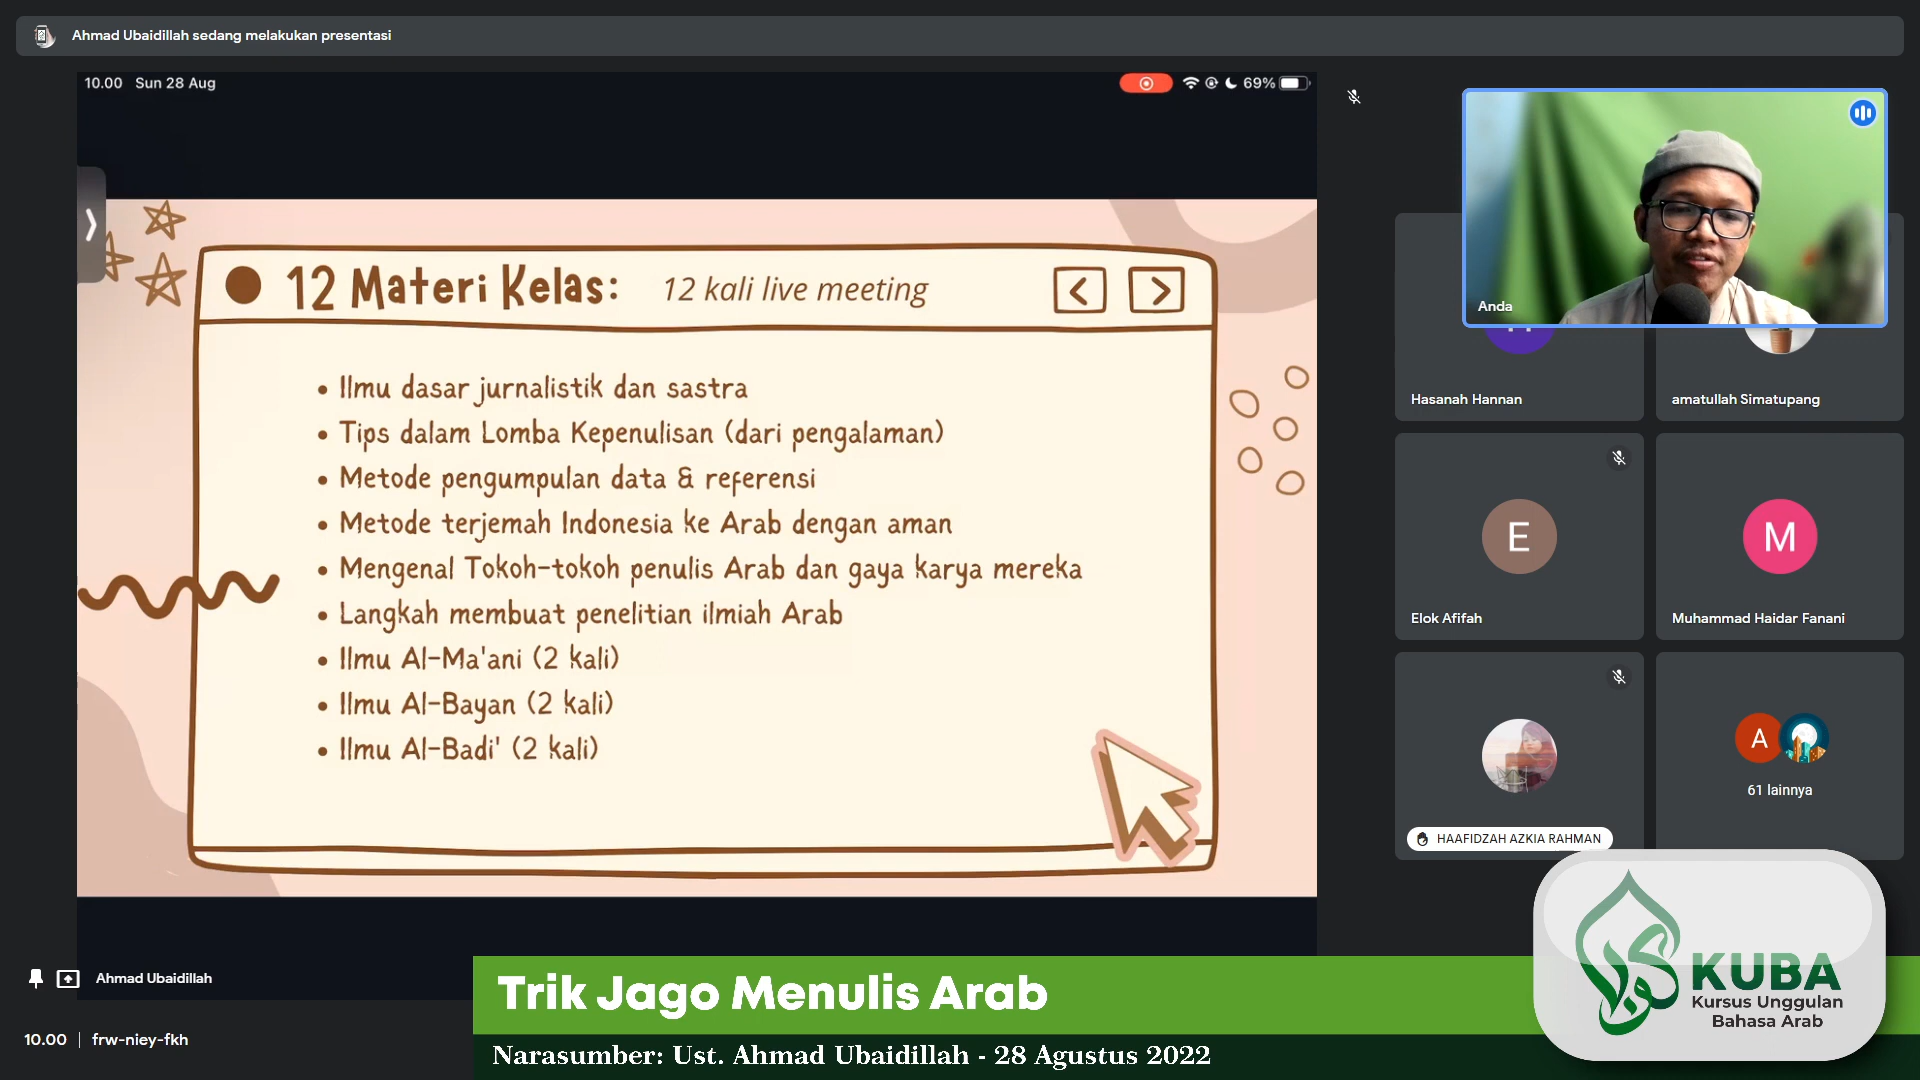 Ahmad Ubaidillah sedang melakukan presentasi
10.00 Sun 28 Aug
69%
12 Materi Kelas: 12 kali live meeting
• Ilmu dasar jurnalistik dan sastra
• Tips dalam Lomba Kepenulisan (dari pengalaman)
• Metode pengumpulan data & referensi
• Metode terjemah Indonesia ke Arab dengan aman
• Mengenal Tokoh-tokoh penulis Arab dan gaya karya mereka
• Langkah membuat penelitian ilmiah Arab
• Ilmu Al-Ma'ani (2 kali)
• Ilmu Al-Bayan (2 kali)
• Ilmu Al-Badi' (2 kali)
Anda
Hasanah Hannan
amatullah Simatupang
E
Elok Afifah
M
Muhammad Haidar Fanani
HAAFIDZAH AZKIA RAHMAN
A
61 lainnya
Ahmad Ubaidillah
10.00 | frw-niey-fkh
Trik Jago Menulis Arab
Narasumber: Ust. Ahmad Ubaidillah - 28 Agustus 2022
KUBA
Kursus Unggulan
Bahasa Arab